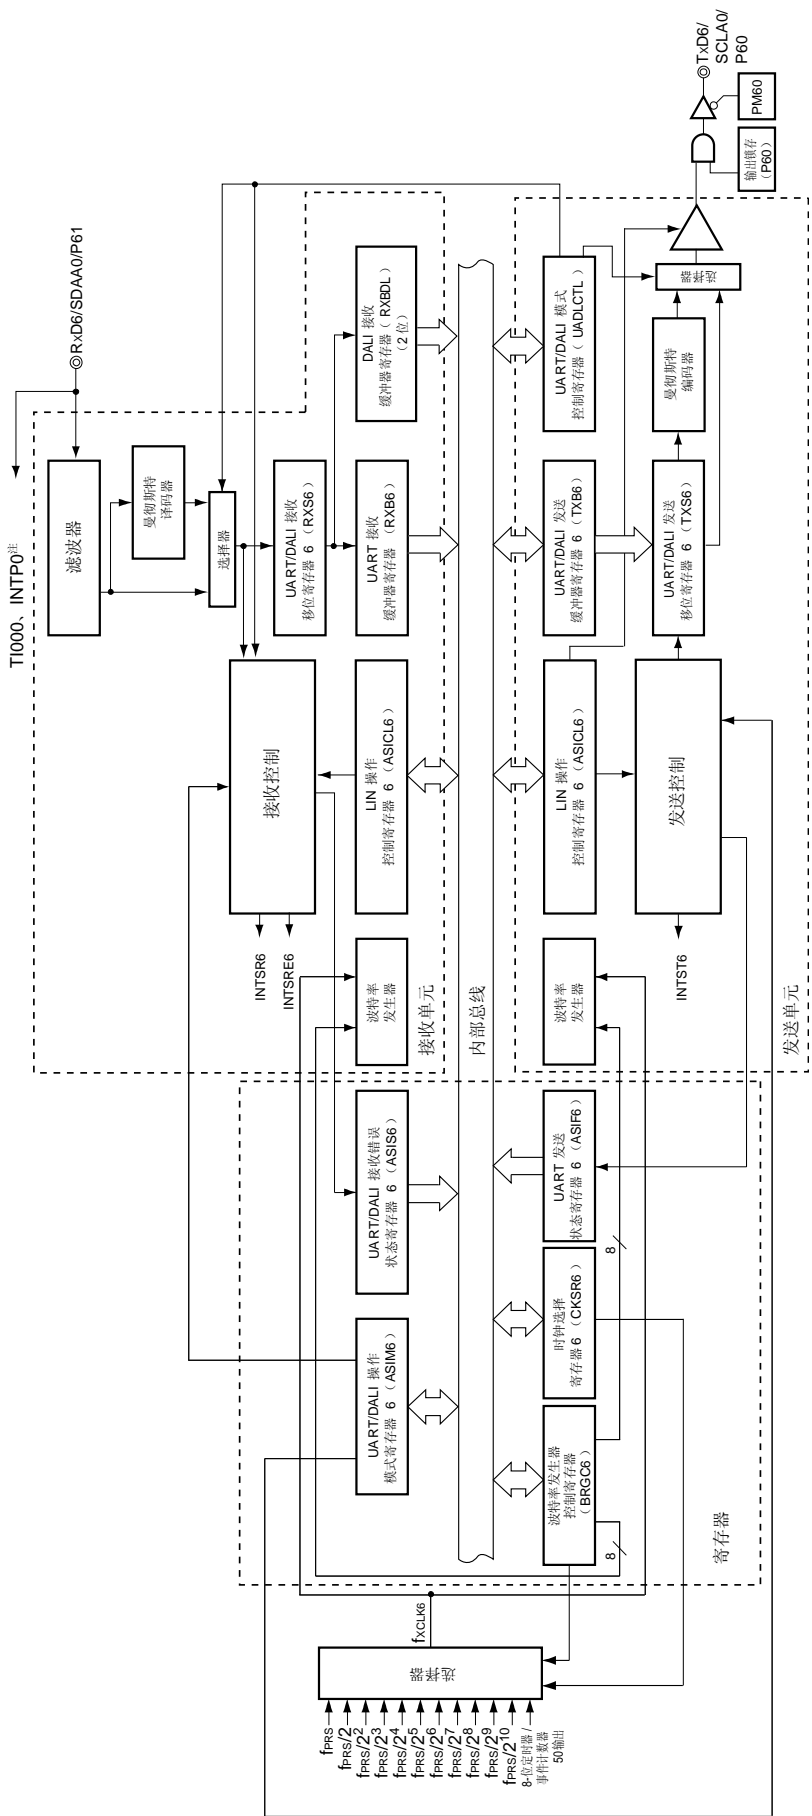 TI000、INTP0注
RxD6/SDAA0/P61
滤波器
曼彻斯特
译码器
选择器
UART/DALI 接收
移位寄存器 6 (RXS6)
DALI 接收
缓冲器寄存器 (RXBDL)
(2 位)
UART 接收
缓冲器寄存器 (RXB6)
接收控制
INTSR6
INTSRE6
LIN 操作
控制寄存器 6 (ASICL6)
波特率
发生器
接收单元
UART/DALI 接收错误
状态寄存器 6 (ASIS6)
UART/DALI 操作
模式寄存器 6 (ASIM6)
内部总线
UART/DALI 模式
控制寄存器 (UADLCTL)
UART/DALI 发送
缓冲器寄存器 6 (TXB6)
LIN 操作
控制寄存器 6 (ASICL6)
波特率
发生器
UART 发送
状态寄存器 6 (ASIF6)
时钟选择
寄存器 6 (CKSR6)
波特率发生器
控制寄存器
(BRGC6)
8
8
寄存器
曼彻斯特
编码器
UART/DALI 发送
移位寄存器 6 (TXS6)
发送控制
INTST6
发送单元
选择器
TxD6/
SCLA0/
P60
PM60
输出锁存
(P60)
fXCLK6
选择器
fPRS
fPRS/2
fPRS/2²
fPRS/2³
fPRS/2⁴
fPRS/2⁵
fPRS/2⁶
fPRS/2⁷
fPRS/2⁸
fPRS/2⁹
fPRS/2¹⁰
8-位定时器/
事件计数器
50输出